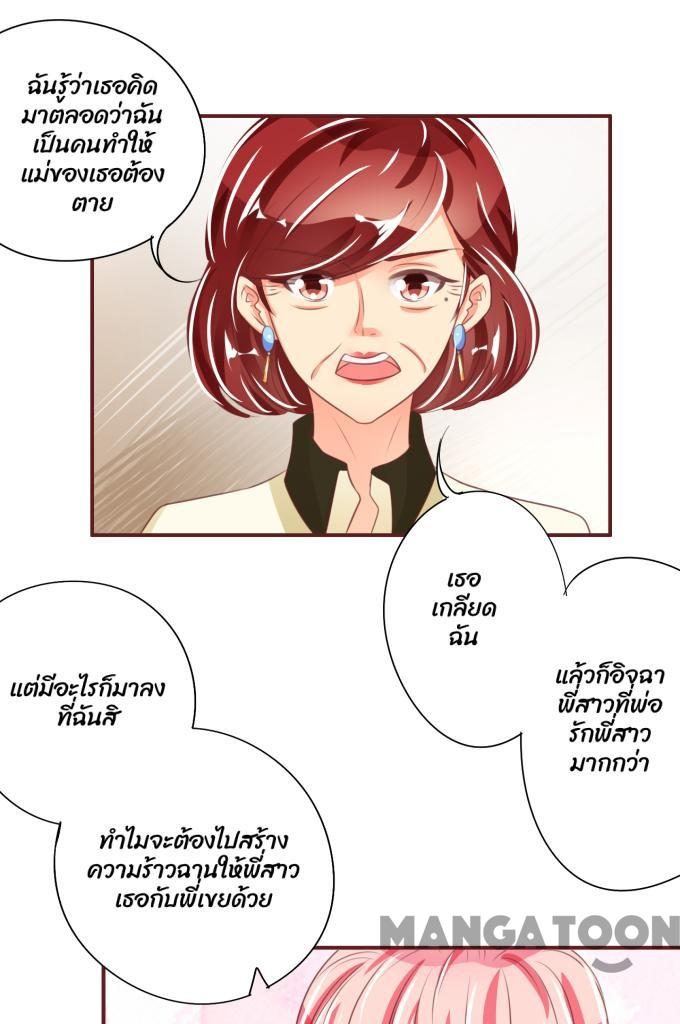 ฉันรู้ว่าเธอคิด
มาตลอดว่าฉัน
เป็นคนทำให้
แม่ของเธอต้อง
ตาย
เธอ
เกลียด
ฉัน
แล้วก็อิจฉา
พี่สาวที่พ่อ
รักพี่สาว
มากกว่า
แต่มีอะไรก็มาลง
ที่ฉันสิ
ทำไมจะต้องไปสร้าง
ความร้าวฉานให้พี่สาว
เธอกับพี่เขยด้วย
MANGATOON